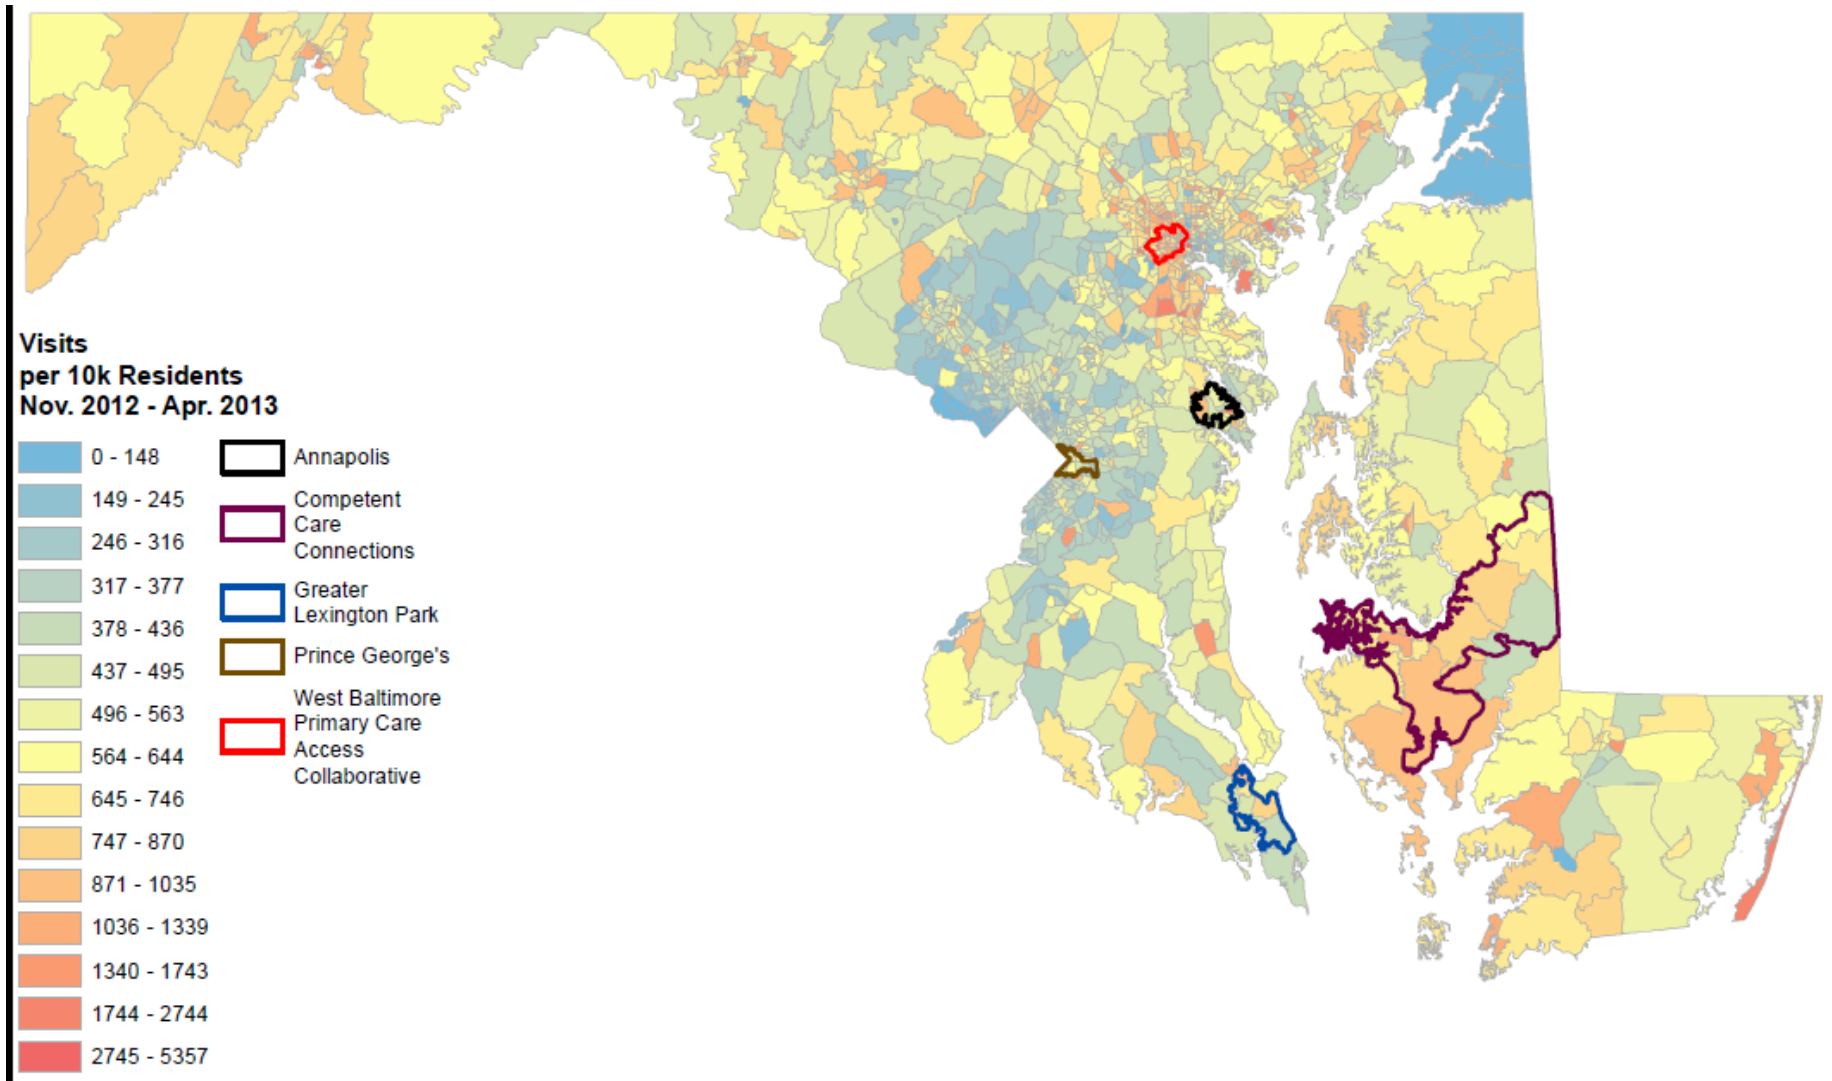 Visits
per 10k Residents
Nov. 2012 - Apr. 2013
0 - 148
149 - 245
246 - 316
317 - 377
378 - 436
437 - 495
496 - 563
564 - 644
645 - 746
747 - 870
871 - 1035
1036 - 1339
1340 - 1743
1744 - 2744
2745 - 5357
Annapolis
Competent
Care
Connections
Greater
Lexington Park
Prince George's
West Baltimore
Primary Care
Access
Collaborative